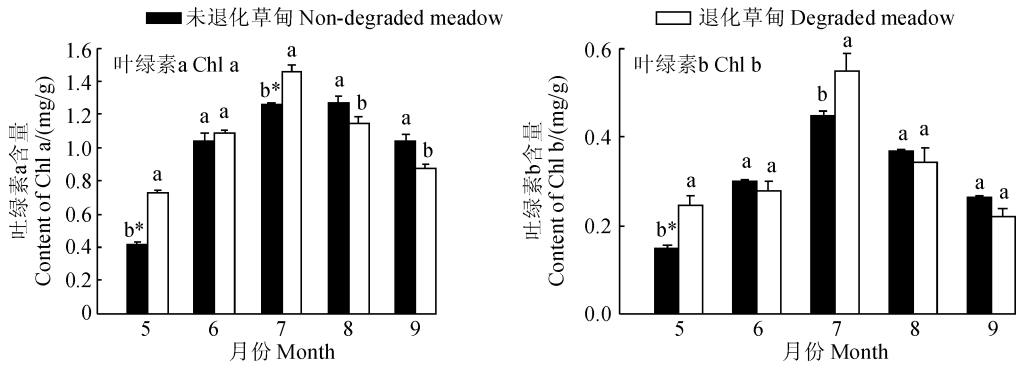 未退化草甸 Non-degraded meadow
退化草甸 Degraded meadow
叶绿素a Chl a
吐绿素a含量
Content of Chl a/(mg/g)
1.6
1.4
1.2
1.0
0.8
0.6
0.4
0.2
0
b*
a
a
a
b*
a
a
b
a
b
5
6
7
8
9
月份 Month
叶绿素b Chl b
吐绿素b含量
Content of Chl b/(mg/g)
0.6
0.4
0.2
0.0
b*
a
a
a
b
a
a
a
a
a
5
6
7
8
9
月份 Month